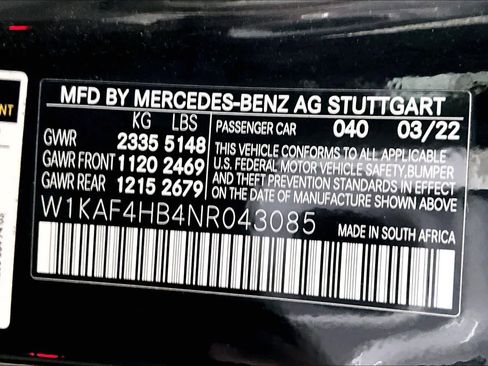 MFD BY MERCEDES-BENZ AG STUTTGART
KG LBS
GVWR 2335 5148
GAWR FRONT 1120 2469
GAWR REAR 1215 2679
PASSENGER CAR 040 03/22
THIS VEHICLE CONFORMS TO ALL APPLICABLE
U.S. FEDERAL MOTOR VEHICLE SAFETY, BUMPER
AND THEFT PREVENTION STANDARDS IN EFFECT
ON THE DATE OF MANUFACTURE SHOWN ABOVE.
W1KAF4HB4NR043085
MADE IN SOUTH AFRICA